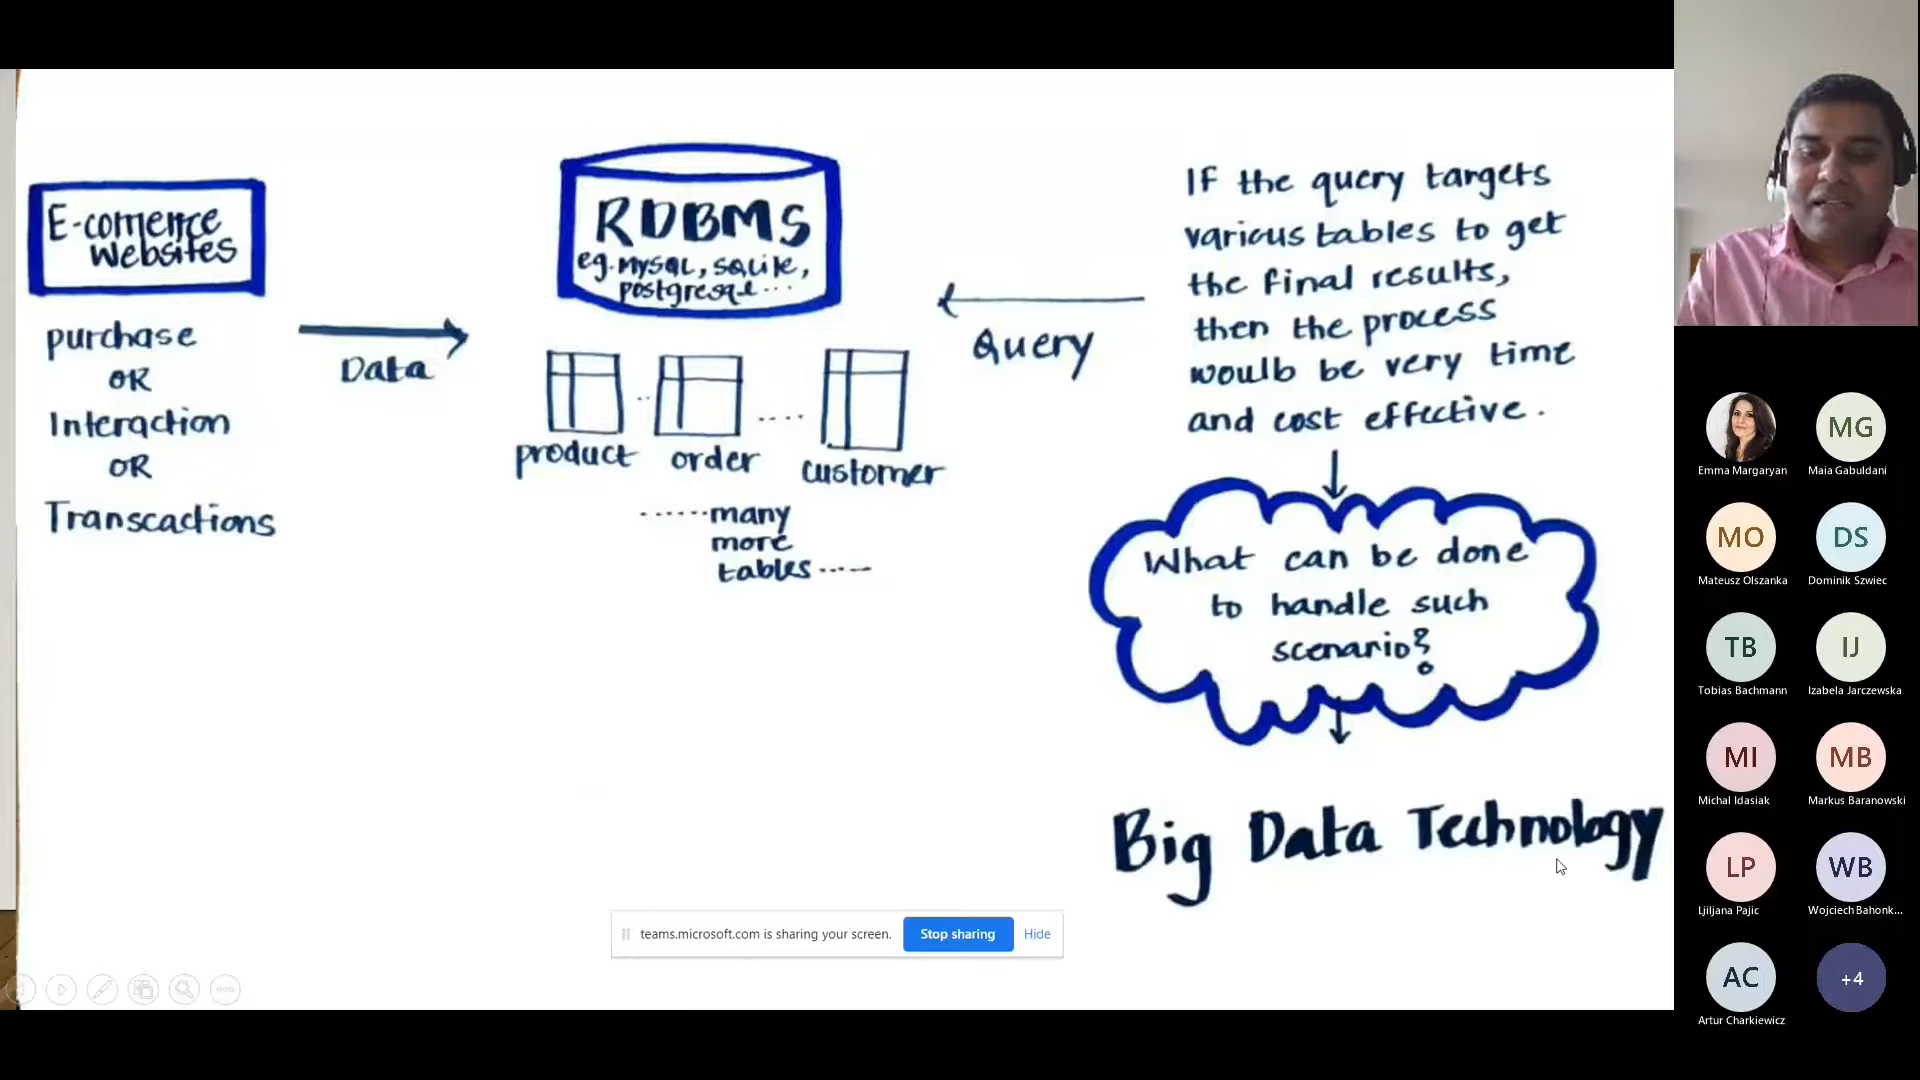 E-comerce
Websites
purchase
OR
Interaction
OR
Transcactions
Data
RDBMS
eg. Mysql, sqlite,
postgresql...
product
order
customer
......many
more
tables......
Query
If the query targets
various tables to get
the final results,
then the process
woulb be very time
and cost effective.
What can be done
to handle such
scenario?
Big Data Technology
teams.microsoft.com is sharing your screen.
Stop sharing
Hide
Emma Margaryan
MG
Maia Gabuldani
MO
Mateusz Olszanka
DS
Dominik Szwiec
TB
Tobias Bachmann
IJ
Izabela Jarczewska
MI
Michal Idasiak
MB
Markus Baranowski
LP
Ljiljana Pajic
WB
Wojciech Bahonk...
AC
Artur Charkiewicz
+4